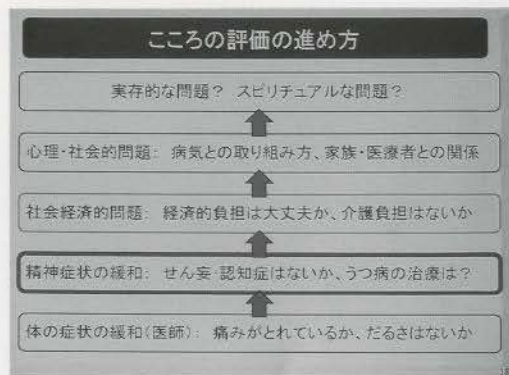 こころの評価の進め方
実存的な問題? スピリチュアルな問題?
心理・社会的問題: 病気との取り組み方、家族・医療者との関係
社会経済的問題: 経済的負担は大丈夫か、介護負担はないか
精神症状の緩和: せん妄・認知症はないか、うつ病の治療は?
体の症状の緩和(医師): 痛みがとれているか、だるさはないか